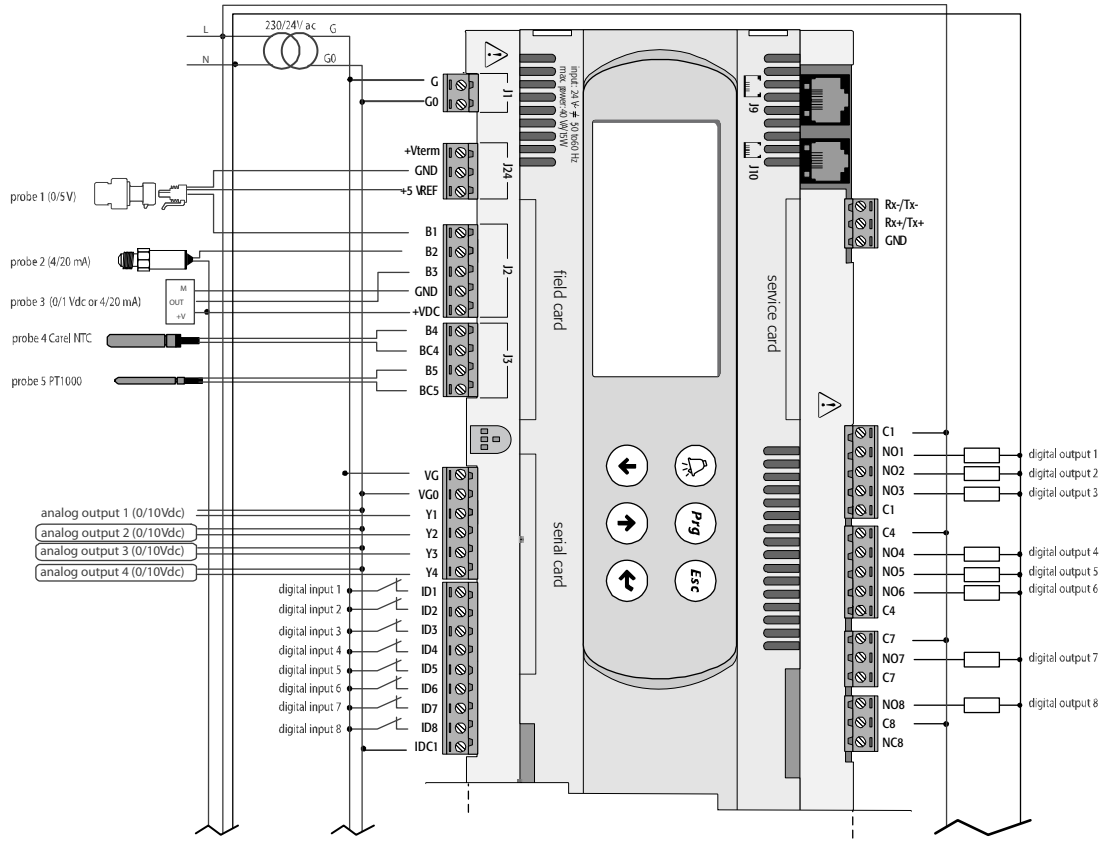 230/24V ac
L
G
N
G0
G
G0
J1
input: 24 V~ ⎓ 50 to60 Hz
max. power: 40 VA/15W
J9
J10
+Vterm
GND
+5 VREF
J24
probe 1 (0/5 V)
Rx-/Tx-
Rx+/Tx+
GND
B1
B2
B3
GND
+VDC
J2
probe 2 (4/20 mA)
probe 3 (0/1 Vdc or 4/20 mA)
M
OUT
+V
field card
service card
B4
BC4
B5
BC5
J3
probe 4 Carel NTC
probe 5 PT1000
VG
VG0
Y1
Y2
Y3
Y4
analog output 1 (0/10Vdc)
analog output 2 (0/10Vdc)
analog output 3 (0/10Vdc)
analog output 4 (0/10Vdc)
serial card
Prg
Esc
digital input 1
digital input 2
digital input 3
digital input 4
digital input 5
digital input 6
digital input 7
digital input 8
ID1
ID2
ID3
ID4
ID5
ID6
ID7
ID8
IDC1
C1
NO1
NO2
NO3
C1
digital output 1
digital output 2
digital output 3
C4
NO4
NO5
NO6
C4
digital output 4
digital output 5
digital output 6
C7
NO7
C7
digital output 7
NO8
C8
NC8
digital output 8